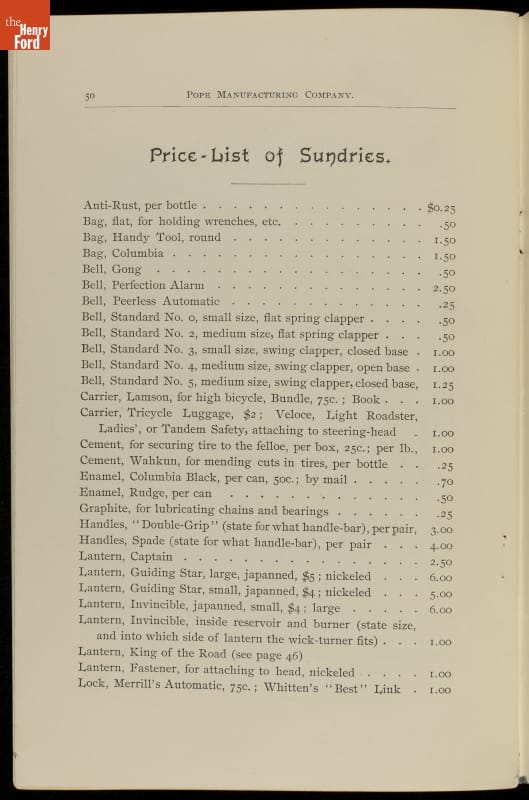 the
Henry
Ford
50 POPE MANUFACTURING COMPANY.
Price-List of Sundries.
Anti-Rust, per bottle . . . . . . . . . . . . . . . $0.25
Bag, flat, for holding wrenches, etc. . . . . . . . . . .50
Bag, Handy Tool, round . . . . . . . . . . . . . 1.50
Bag, Columbia . . . . . . . . . . . . . . . . . 1.50
Bell, Gong . . . . . . . . . . . . . . . . . . .50
Bell, Perfection Alarm . . . . . . . . . . . . . . 2.50
Bell, Peerless Automatic . . . . . . . . . . . . . .25
Bell, Standard No. 0, small size, flat spring clapper . . . . .50
Bell, Standard No. 2, medium size, flat spring clapper . . . .50
Bell, Standard No. 3, small size, swing clapper, closed base . 1.00
Bell, Standard No. 4, medium size, swing clapper, open base . 1.00
Bell, Standard No. 5, medium size, swing clapper, closed base, 1.25
Carrier, Lamson, for high bicycle, Bundle, 75c. ; Book . . . 1.00
Carrier, Tricycle Luggage, $2 ; Veloce, Light Roadster,
Ladies', or Tandem Safety, attaching to steering-head . 1.00
Cement, for securing tire to the felloe, per box, 25c.; per lb., 1.00
Cement, Wahkun, for mending cuts in tires, per bottle . . .25
Enamel, Columbia Black, per can, 50c.; by mail . . . . . .70
Enamel, Rudge, per can . . . . . . . . . . . . . .50
Graphite, for lubricating chains and bearings . . . . . . .25
Handles, "Double-Grip" (state for what handle-bar), per pair, 3.00
Handles, Spade (state for what handle-bar), per pair . . . 4.00
Lantern, Captain . . . . . . . . . . . . . . . . 2.50
Lantern, Guiding Star, large, japanned, $5 ; nickeled . . . 6.00
Lantern, Guiding Star, small, japanned, $4 ; nickeled . . . 5.00
Lantern, Invincible, japanned, small, $4 ; large . . . . . 6.00
Lantern, Invincible, inside reservoir and burner (state size,
and into which side of lantern the wick-turner fits) . . . 1.00
Lantern, King of the Road (see page 46)
Lantern, Fastener, for attaching to head, nickeled . . . . 1.00
Lock, Merrill's Automatic, 75c. ; Whitten's "Best" Link . 1.00